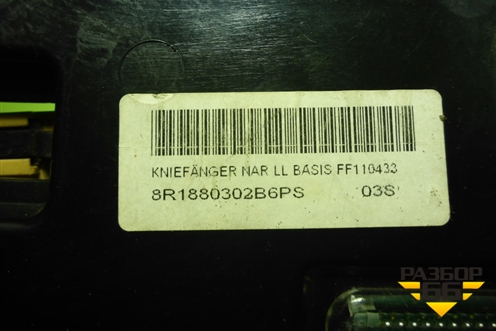 KNIEFÄNGER NAR LL BASIS FF110433
8R1880302B6PS 03S
РАЗБОР
66